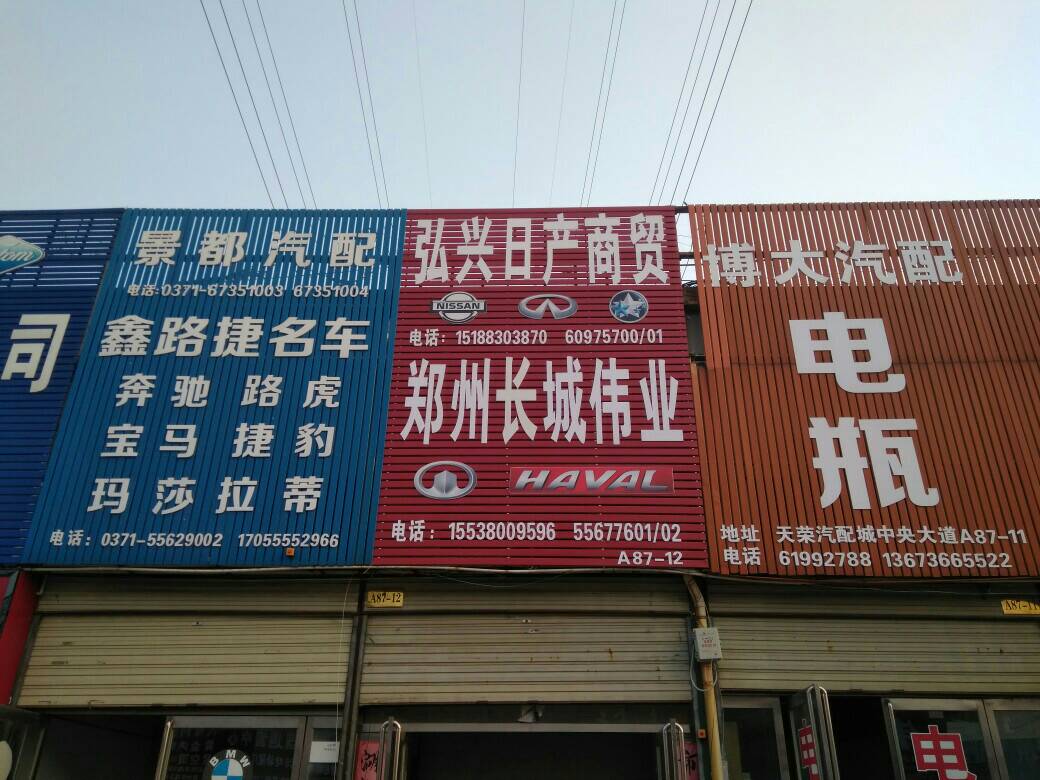 司
景都汽配
电话:0371-67351003 67351004
鑫路捷名车
奔驰 路虎
宝马 捷豹
玛莎拉蒂
电话：0371-55629002 17055552966
弘兴日产商贸
NISSAN
电话：15188303870 60975700/01
郑州长城伟业
HAVAL
电话：15538009596 55677601/02
A87-12
博大汽配
电
瓶
地址 天荣汽配城中央大道A87-11
电话 61992788 13673665522
A87-12
A87-11
BMW
电